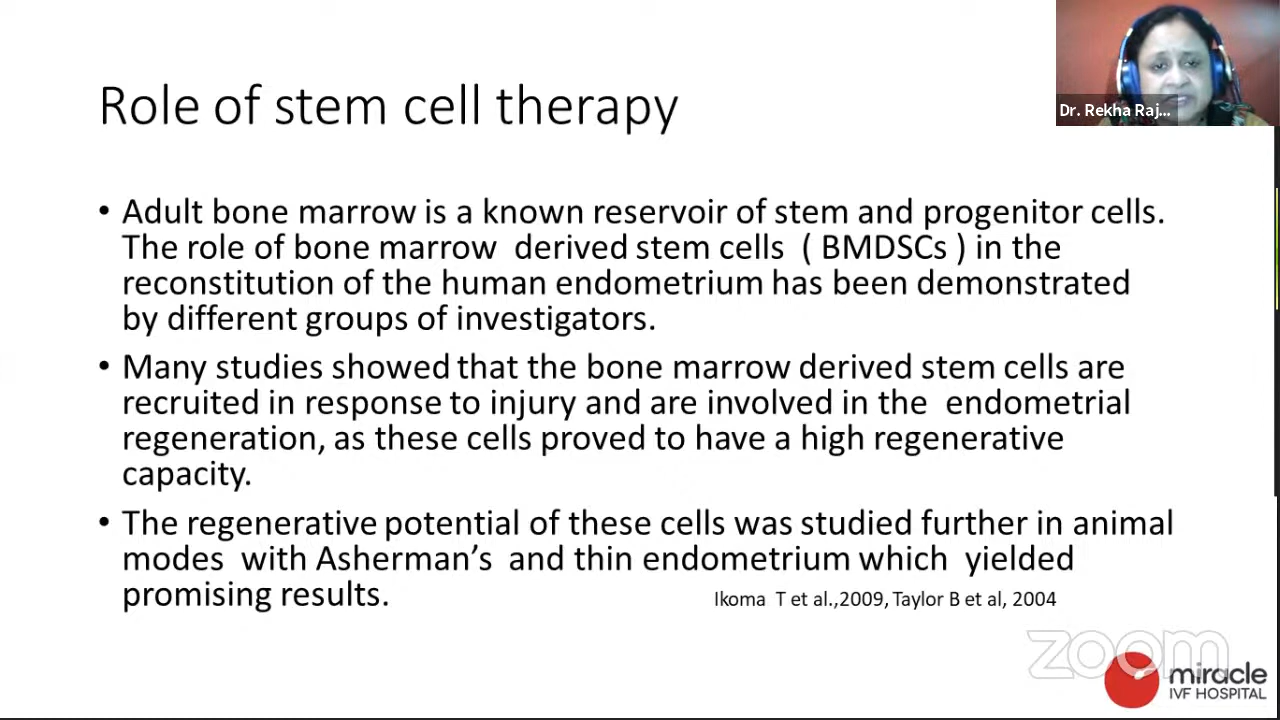 Dr. Rekha Raj...
Role of stem cell therapy
• Adult bone marrow is a known reservoir of stem and progenitor cells.
The role of bone marrow derived stem cells ( BMDSCs ) in the
reconstitution of the human endometrium has been demonstrated
by different groups of investigators.
• Many studies showed that the bone marrow derived stem cells are
recruited in response to injury and are involved in the endometrial
regeneration, as these cells proved to have a high regenerative
capacity.
• The regenerative potential of these cells was studied further in animal
modes with Asherman’s and thin endometrium which yielded
promising results.
Ikoma T et al.,2009, Taylor B et al, 2004
zoom
miracle
IVF HOSPITAL